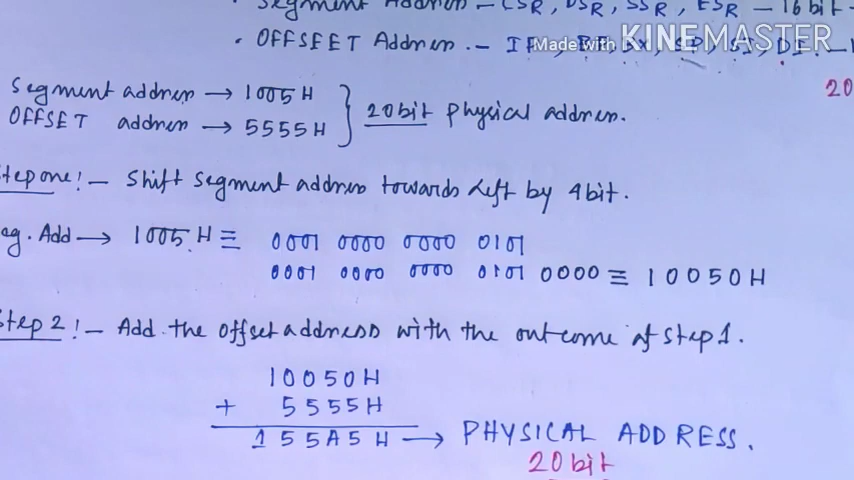 Segment Address - CSR, DSR, SSR, ESR - 16 bit -
• OFFSEET Address. - IP, BP, BX, SP, SI, DI. -
Made with KINEMASTER
20
Segment address → 1005H
OFFSET address → 5555H } 20bit Physical address.
Step one! - Shift segment address towards Left by 4bit.
eg. Add → 1005 H ≡ 0001 0000 0000 0101
0001 0000 0000 0101 0000 ≡ 10050H
Step 2! - Add the offset address with the outcome of step 1.
10050H
+ 5555H
155A5H → PHYSICAL ADDRESS.
20bit